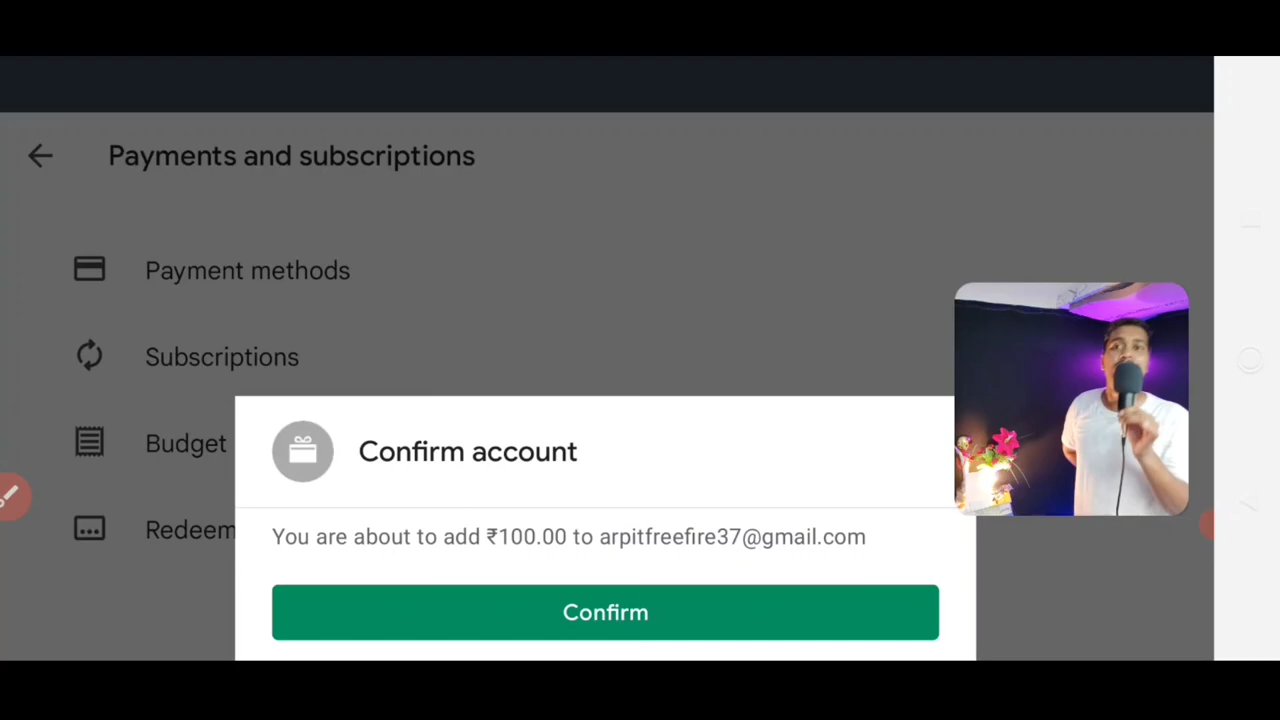 Payments and subscriptions
Payment methods
Subscriptions
Budget
Redeem
Confirm account
You are about to add ₹100.00 to arpitfreefire37@gmail.com
Confirm